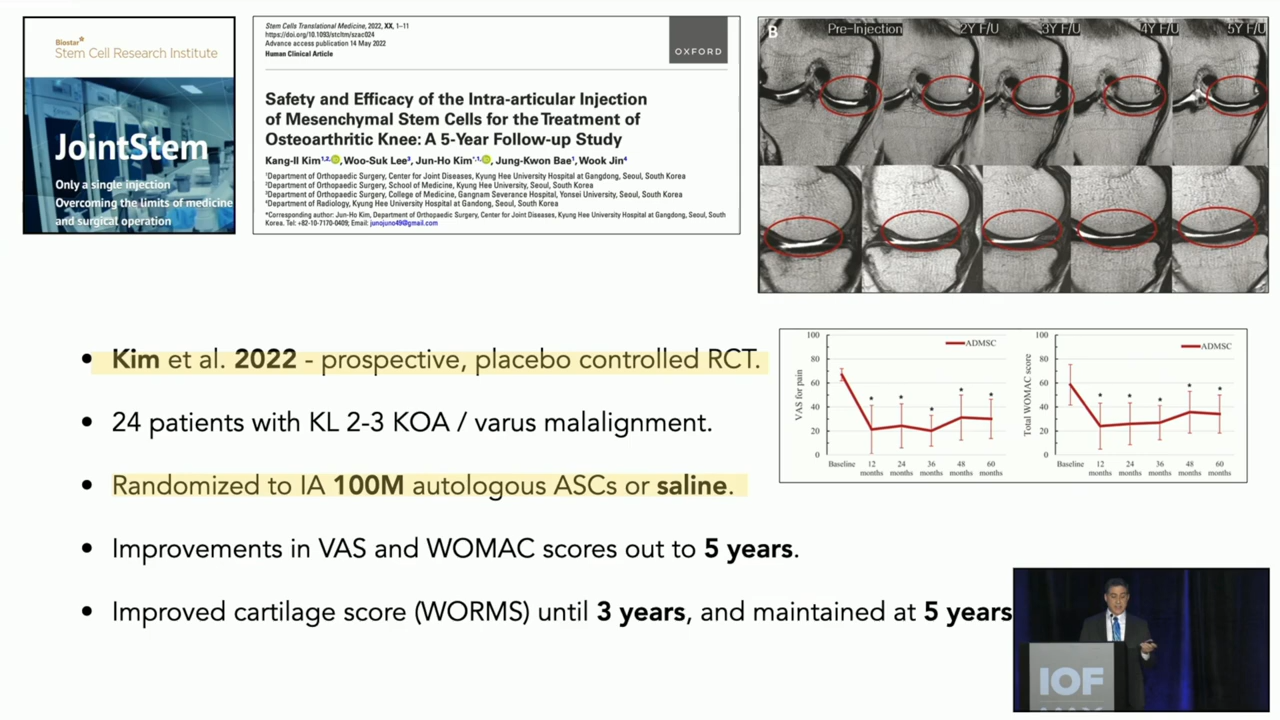 Biostar
Stem Cell Research Institute
JointStem
Only a single injection
Overcoming the limits of medicine
and surgical operation
Stem Cells Translational Medicine, 2022, XX, 1–11
https://doi.org/10.1093/stcltm/szac024
Advance access publication 14 May 2022
Human Clinical Article
OXFORD
Safety and Efficacy of the Intra-articular Injection
of Mesenchymal Stem Cells for the Treatment of
Osteoarthritic Knee: A 5-Year Follow-up Study
Kang-Il Kim1,2, Woo-Suk Lee3, Jun-Ho Kim*,1, Jung-Kwon Bae1, Wook Jin4
1Department of Orthopaedic Surgery, Center for Joint Diseases, Kyung Hee University Hospital at Gangdong, Seoul, South Korea
2Department of Orthopaedic Surgery, School of Medicine, Kyung Hee University, Seoul, South Korea
3Department of Orthopaedic Surgery, College of Medicine, Gangnam Severance Hospital, Yonsei University, Seoul, South Korea
4Department of Radiology, Kyung Hee University Hospital at Gandong, Seoul, South Korea
*Corresponding author: Jun-Ho Kim, Department of Orthopaedic Surgery, Center for Joint Diseases, Kyung Hee University Hospital at Gangdong, Seoul, South
Korea. Tel: +82-10-7170-0409; Email: junojuno49@gmail.com
B
Pre-Injection 2Y F/U 3Y F/U 4Y F/U 5Y F/U
• Kim et al. 2022 - prospective, placebo controlled RCT.
• 24 patients with KL 2-3 KOA / varus malalignment.
• Randomized to IA 100M autologous ASCs or saline.
• Improvements in VAS and WOMAC scores out to 5 years.
• Improved cartilage score (WORMS) until 3 years, and maintained at 5 years
VAS for pain
100
80
60
40
20
0
ADMSC
* * * * *
Baseline 12 24 36 48 60
months months months months months
Total WOMAC score
100
80
60
40
20
0
ADMSC
* * * * *
Baseline 12 24 36 48 60
months months months months months
IOF